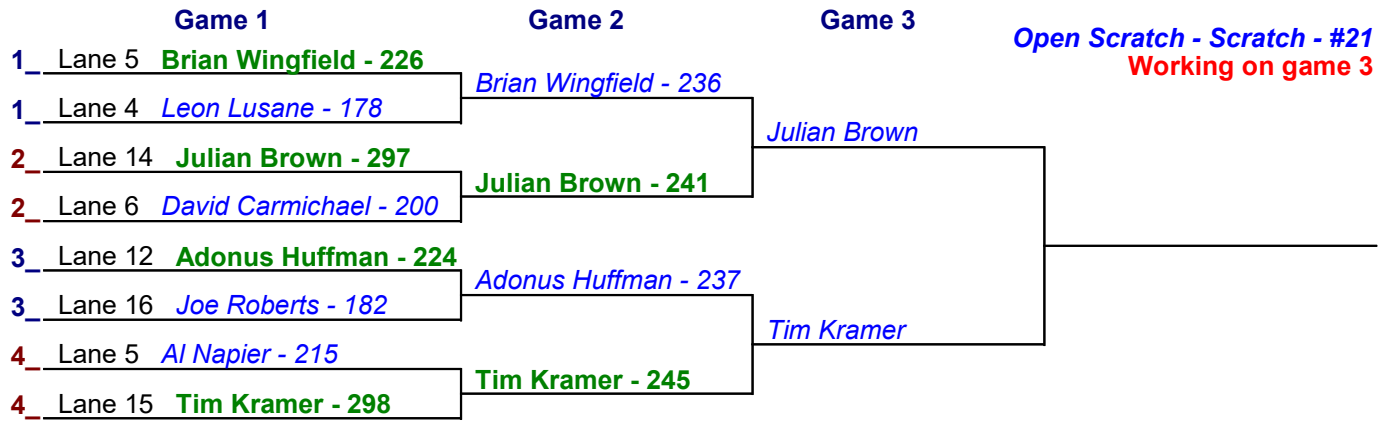 Game 1 Game 2 Game 3
Open Scratch - Scratch - #21
Working on game 3
1_ Lane 5 Brian Wingfield - 226
Brian Wingfield - 236
1_ Lane 4 Leon Lusane - 178
Julian Brown
2_ Lane 14 Julian Brown - 297
Julian Brown - 241
2_ Lane 6 David Carmichael - 200
3_ Lane 12 Adonus Huffman - 224
Adonus Huffman - 237
3_ Lane 16 Joe Roberts - 182
Tim Kramer
4_ Lane 5 Al Napier - 215
Tim Kramer - 245
4_ Lane 15 Tim Kramer - 298